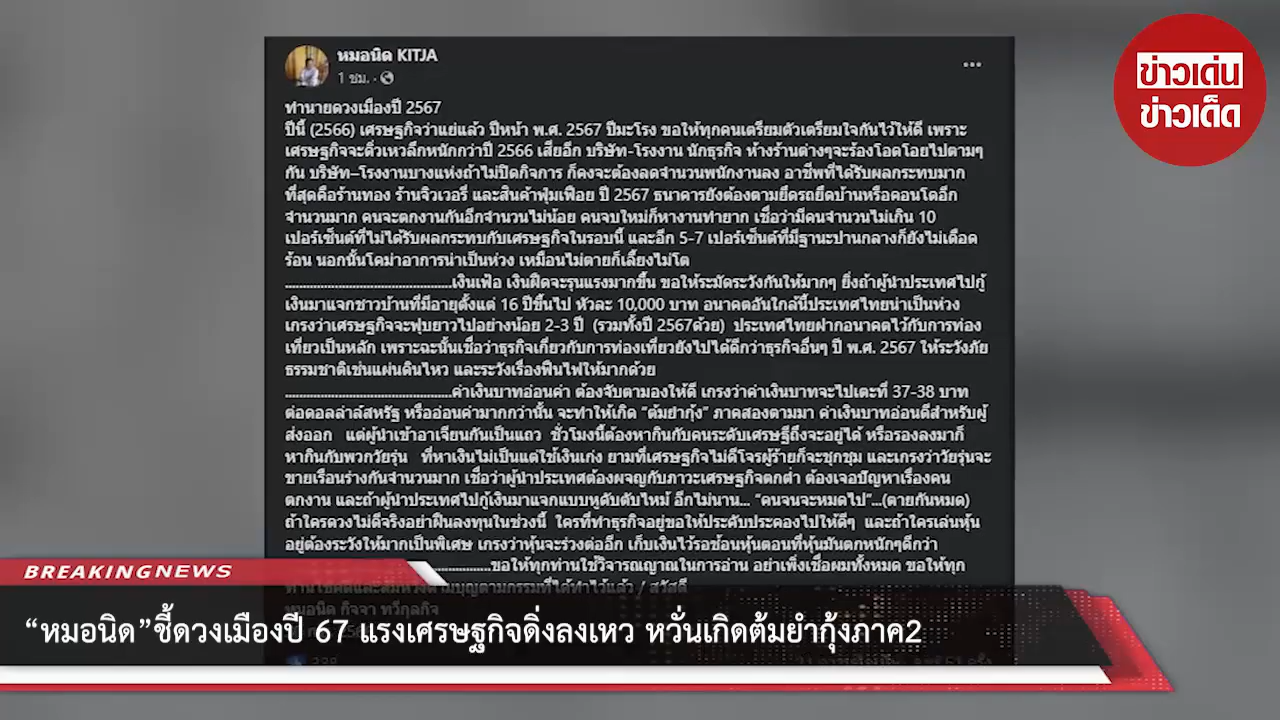 หมอนิด KITJA
1 ชม. ·
ข่าวเด่น
ข่าวเด็ด
ทำนายดวงเมืองปี 2567
ปีนี้ (2566) เศรษฐกิจว่าแย่แล้ว ปีหน้า พ.ศ. 2567 ปีมะโรง ขอให้ทุกคนเตรียมตัวเตรียมใจกันไว้ให้ดี เพราะ
เศรษฐกิจจะดิ่วเหวลึกหนักกว่าปี 2566 เสียอีก บริษัท-โรงงาน นักธุรกิจ ห้างร้านต่างๆจะร้องโอดโอยไปตามๆ
กัน บริษัท–โรงงานบางแห่งถ้าไม่ปิดกิจการ ก็คงจะต้องลดจำนวนพนักงานลง อาชีพที่ได้รับผลกระทบมาก
ที่สุดคือร้านทอง ร้านจิวเวอรี่ และสินค้าฟุ่มเฟือย ปี 2567 ธนาคารยังต้องตามยึดรถยึดบ้านหรือคอนโดอีก
จำนวนมาก คนจะตกงานกันอีกจำนวนไม่น้อย คนจบใหม่ก็หางานทำยาก เชื่อว่ามีคนจำนวนไม่เกิน 10
เปอร์เซ็นต์ที่ไม่ได้รับผลกระทบกับเศรษฐกิจในรอบนี้ และอีก 5-7 เปอร์เซ็นต์ที่มีฐานะปานกลางก็ยังไม่เดือด
ร้อน นอกนั้นโคม่าอาการน่าเป็นห่วง เหมือนไม่ตายก็เลี้ยงไม่โต
...............................................เงินเฟ้อ เงินฝืดจะรุนแรงมากขึ้น ขอให้ระมัดระวังกันให้มากๆ ยิ่งถ้าผู้นำประเทศไปกู้
เงินมาแจกชาวบ้านที่มีอายุตั้งแต่ 16 ปีขึ้นไป หัวละ 10,000 บาท อนาคตอันใกล้นี้ประเทศไทยน่าเป็นห่วง
เกรงว่าเศรษฐกิจจะฟุบยาวไปอย่างน้อย 2-3 ปี (รวมทั้งปี 2567ด้วย) ประเทศไทยฝากอนาคตไว้กับการท่อง
เที่ยวเป็นหลัก เพราะฉะนั้นเชื่อว่าธุรกิจเกี่ยวกับการท่องเที่ยวยังไปได้ดีกว่าธุรกิจอื่นๆ ปี พ.ศ. 2567 ให้ระวังภัย
ธรรมชาติเช่นแผ่นดินไหว และระวังเรื่องฟืนไฟให้มากด้วย
...............................................ค่าเงินบาทอ่อนค่า ต้องจับตามองให้ดี เกรงว่าค่าเงินบาทจะไปเตะที่ 37-38 บาท
ต่อดอลล่าล์สหรัฐ หรืออ่อนค่ามากกว่านั้น จะทำให้เกิด “ต้มยำกุ้ง” ภาคสองตามมา ค่าเงินบาทอ่อนดีสำหรับผู้
ส่งออก แต่ผู้นำเข้าอาเจียนกันเป็นแถว ชั่วโมงนี้ต้องหากินกับคนระดับเศรษฐีถึงจะอยู่ได้ หรือรองลงมาก็
หากินกับพวกวัยรุ่น ที่หาเงินไม่เป็นแต่ใช้เงินเก่ง ยามที่เศรษฐกิจไม่ดีโจรผู้ร้ายก็จะชุกชุม และเกรงว่าวัยรุ่นจะ
ขายเรือนร่างกันจำนวนมาก เชื่อว่าผู้นำประเทศต้องผจญกับภาวะเศรษฐกิจตกต่ำ ต้องเจอปัญหาเรื่องคน
ตกงาน และถ้าผู้นำประเทศไปกู้เงินมาแจกแบบหูดับตับไหม้ อีกไม่นาน... “คนจนจะหมดไป”...(ตายกันหมด)
ถ้าใครดวงไม่ดีจริงอย่าฝืนลงทุนในช่วงนี้ ใครที่ทำธุรกิจอยู่ขอให้ประคับประคองไปให้ดีๆ และถ้าใครเล่นหุ้น
อยู่ต้องระวังให้มากเป็นพิเศษ เกรงว่าหุ้นจะร่วงต่ออีก เก็บเงินไว้รอช้อนหุ้นตอนที่หุ้นมันตกหนักๆดีกว่า
...............ขอให้ทุกท่านใช้วิจารณญาณในการอ่าน อย่าเพิ่งเชื่อผมทั้งหมด ขอให้ทุก
ตามบุญตามกรรมที่ได้ทำไว้แล้ว / สวัสดี
หมอนิด กิจจา ทวีกุลกิจ
BREAKING NEWS
“หมอนิด”ชี้ดวงเมืองปี 67 แรงเศรษฐกิจดิ่งลงเหว หวั่นเกิดต้มยำกุ้งภาค2